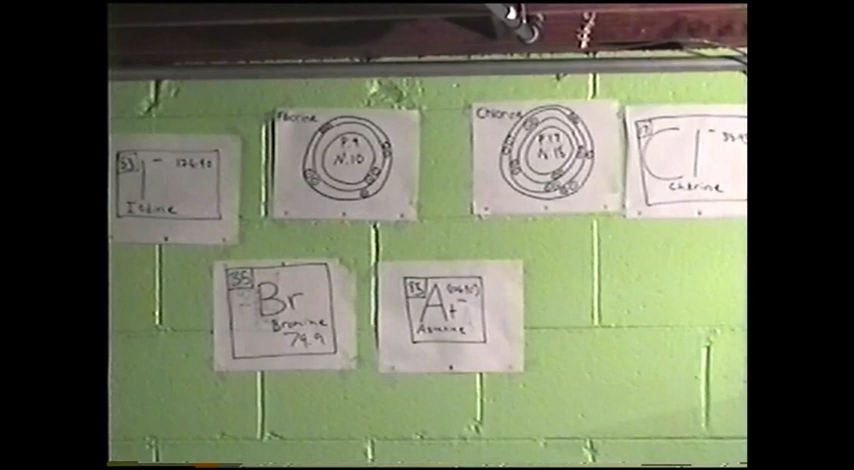 53
I - 126.90
Iodine
Fluorine
P.9
N.10
Chlorine
P.17
N.18
17
Cl -
Chlorine
35
Br -
Bromine
79.9
At -
Astatine